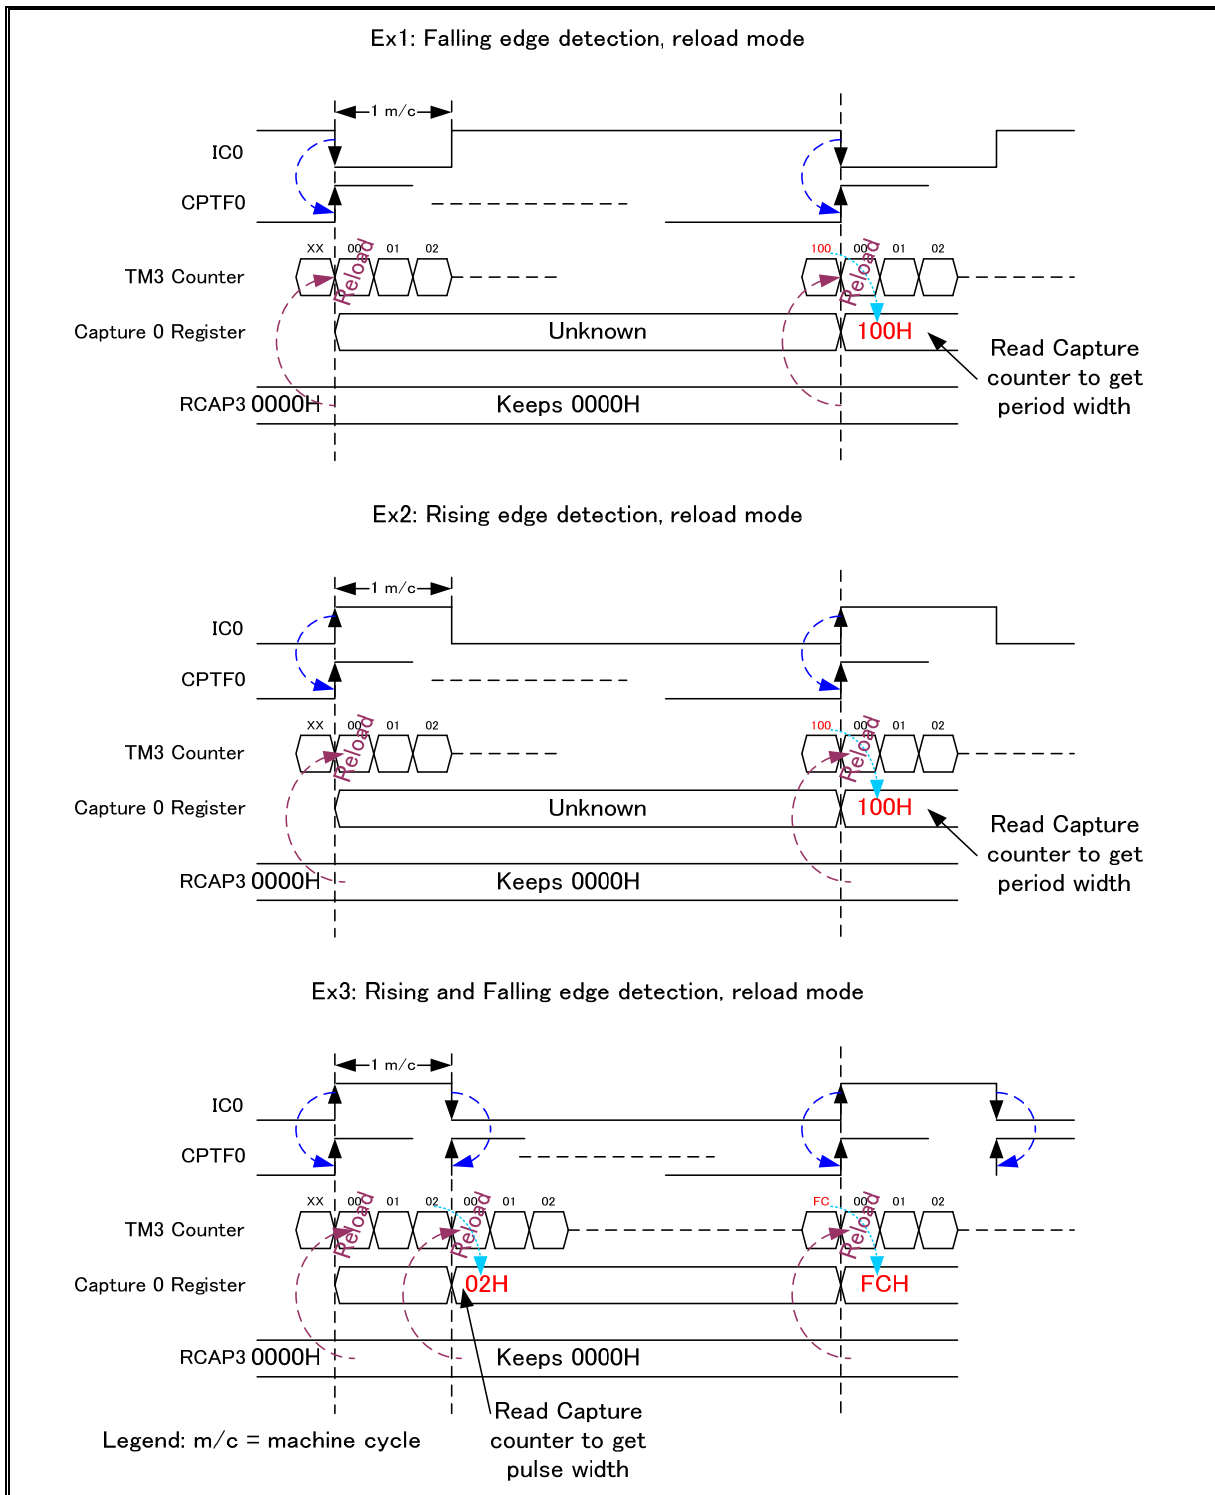 Ex1: Falling edge detection, reload mode
1 m/c
IC0
CPTF0
XX 00 01 02 100 00 01 02
Reload Reload
TM3 Counter
Capture 0 Register Unknown 100H
Read Capture
counter to get
period width
RCAP3 0000H Keeps 0000H
Ex2: Rising edge detection, reload mode
1 m/c
IC0
CPTF0
XX 00 01 02 100 00 01 02
Reload Reload
TM3 Counter
Capture 0 Register Unknown 100H
Read Capture
counter to get
period width
RCAP3 0000H Keeps 0000H
Ex3: Rising and Falling edge detection, reload mode
1 m/c
IC0
CPTF0
XX 00 01 02 00 01 02 FC 00 01 02
Reload Reload Reload
TM3 Counter
Capture 0 Register 02H FCH
RCAP3 0000H Keeps 0000H
Read Capture
counter to get
pulse width
Legend: m/c = machine cycle